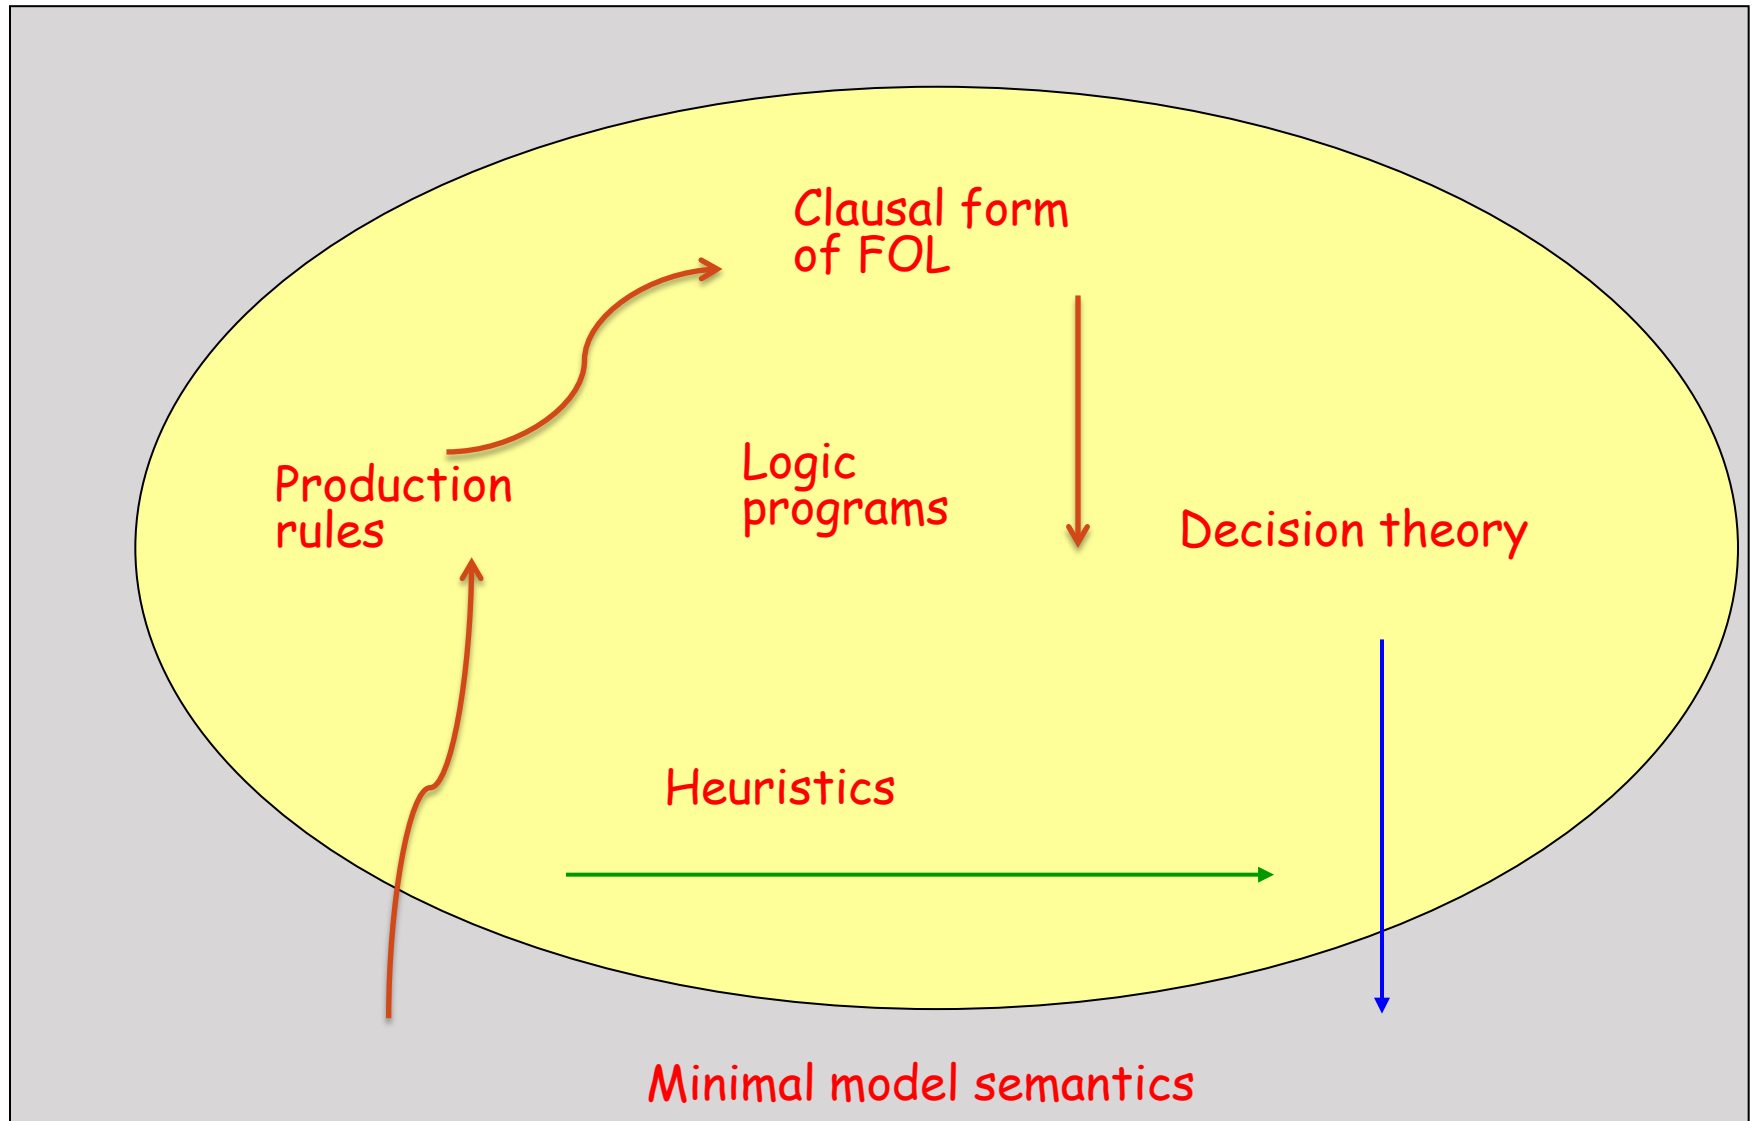 Clausal form
of FOL
Logic
programs
Production
rules
Decision theory
Heuristics
Minimal model semantics